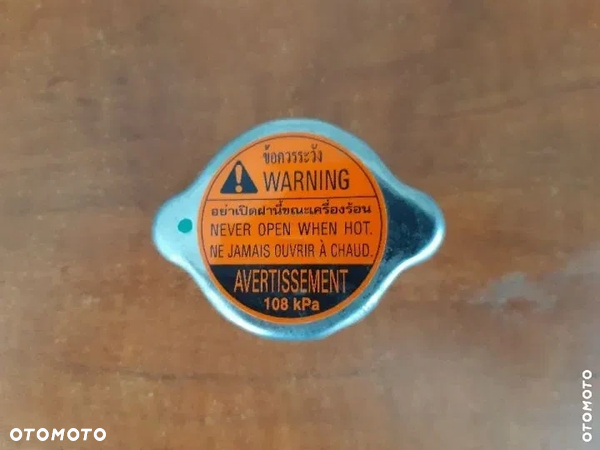 ข้อควรระวัง
WARNING
อย่าเปิดฝานี้ขณะเครื่องร้อน
NEVER OPEN WHEN HOT.
NE JAMAIS OUVRIR À CHAUD.
AVERTISSEMENT
108 kPa
OTOMOTO
OTOMOTO